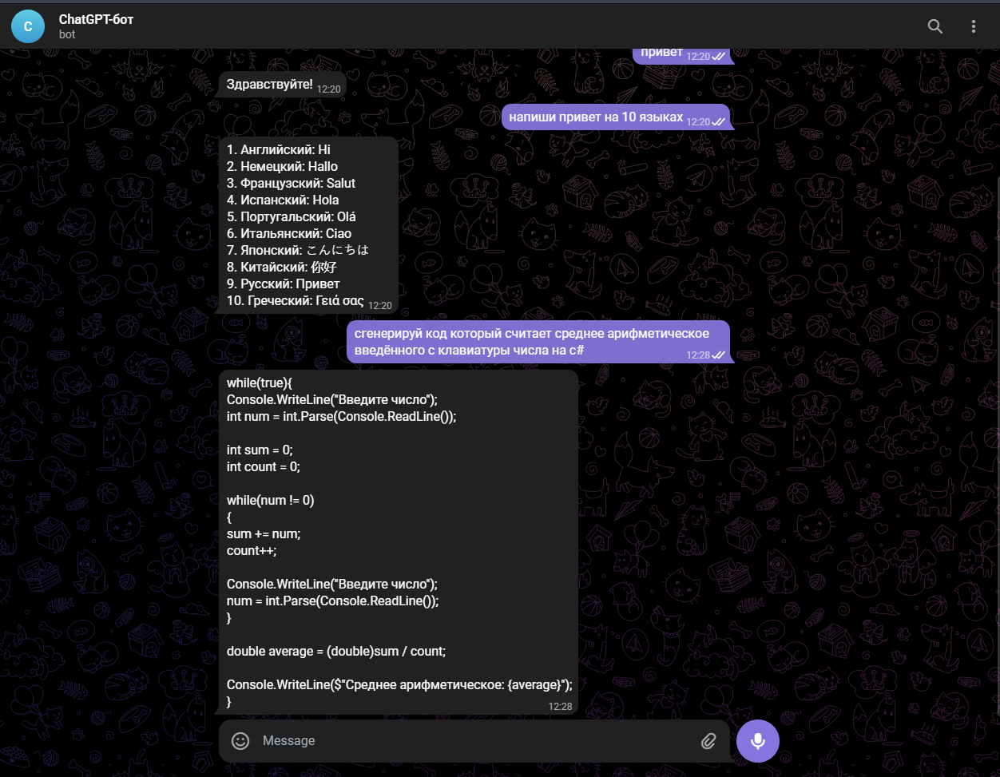 ChatGPT-бот
bot
привет 12:20
Здравствуйте! 12:20
напиши привет на 10 языках 12:20
1. Английский: Hi
2. Немецкий: Hallo
3. Французский: Salut
4. Испанский: Hola
5. Португальский: Olá
6. Итальянский: Ciao
7. Японский: こんにちは
8. Китайский: 你好
9. Русский: Привет
10. Греческий: Γειά σας 12:20
сгенерируй код который считает среднее арифметическое
введённого с клавиатуры числа на c# 12:28
while(true){
Console.WriteLine("Введите число");
int num = int.Parse(Console.ReadLine());
int sum = 0;
int count = 0;
while(num != 0)
{
sum += num;
count++;
Console.WriteLine("Введите число");
num = int.Parse(Console.ReadLine());
}
double average = (double)sum / count;
Console.WriteLine($"Среднее арифметическое: {average}");
} 12:28
Message